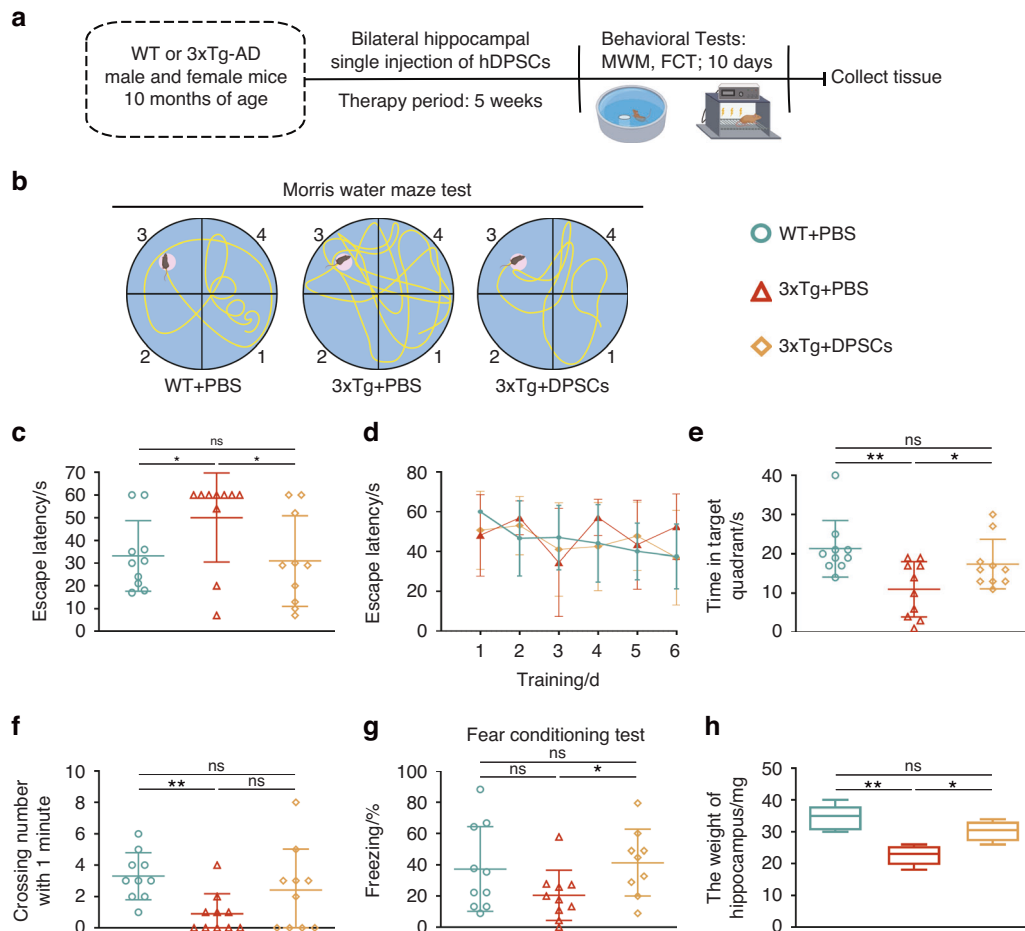 a
WT or 3xTg-AD
male and female mice
10 months of age
Bilateral hippocampal
single injection of hDPSCs
Therapy period: 5 weeks
Behavioral Tests:
MWM, FCT; 10 days
Collect tissue
b
Morris water maze test
3 4
2 1
WT+PBS
3 4
2 1
3xTg+PBS
3 4
2 1
3xTg+DPSCs
WT+PBS
3xTg+PBS
3xTg+DPSCs
c
ns
* *
Escape latency/s
70
60
50
40
30
20
10
0
d
Escape latency/s
80
60
40
20
0
1 2 3 4 5 6
Training/d
e
ns
** *
Time in target
quadrant/s
40
30
20
10
0
f
ns
** ns
Crossing number
with 1 minute
10
8
6
4
2
0
g
Fear conditioning test
ns
ns *
Freezing/%
100
80
60
40
20
0
h
ns
** *
The weight of
hippocampus/mg
50
40
30
20
10
0